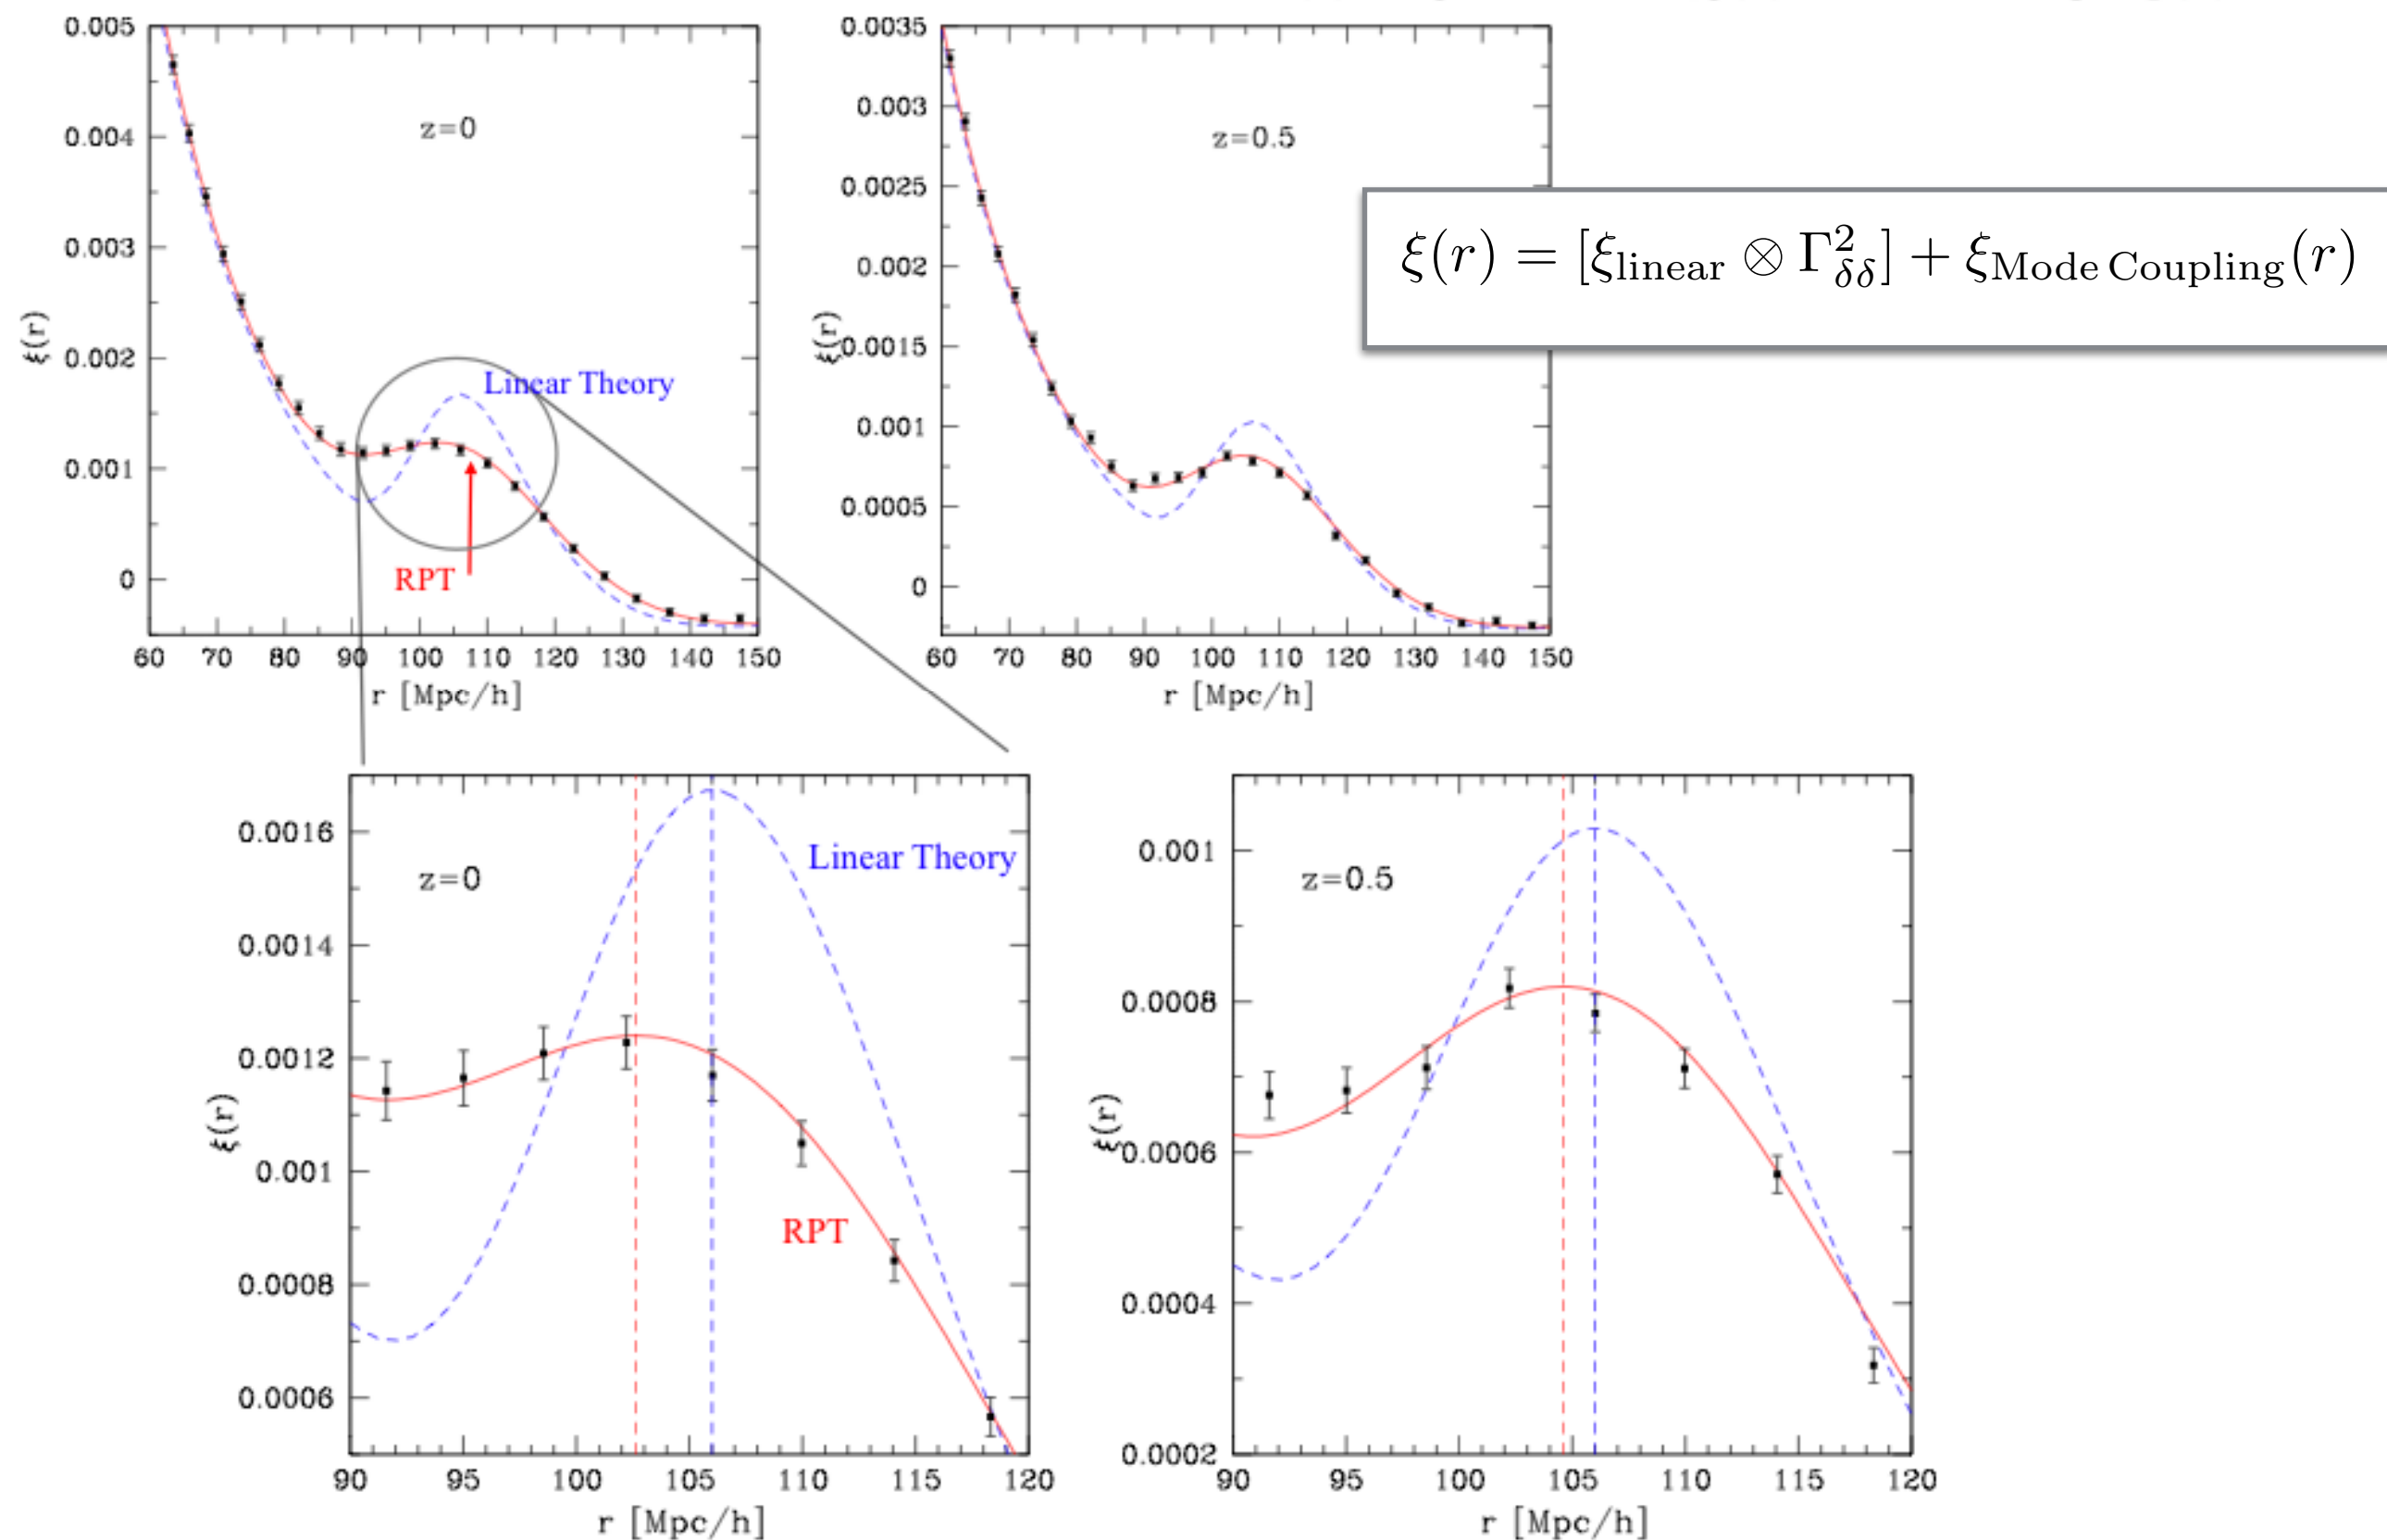 0.005
0.004
0.003
0.002
0.001
0
ξ(r)
z=0
Linear Theory
RPT
60 70 80 90 100 110 120 130 140 150
r [Mpc/h]
0.0035
0.003
0.0025
0.002
0.0015
0.001
0.0005
0
ξ(r)
z=0.5
60 70 80 90 100 110 120 130 140 150
r [Mpc/h]
ξ(r) = [ξ_linear ⊗ Γ²_δδ] + ξ_Mode Coupling(r)
0.0016
0.0014
0.0012
0.001
0.0008
0.0006
ξ(r)
z=0
Linear Theory
RPT
90 95 100 105 110 115 120
r [Mpc/h]
0.001
0.0008
0.0006
0.0004
0.0002
ξ(r)
z=0.5
90 95 100 105 110 115 120
r [Mpc/h]